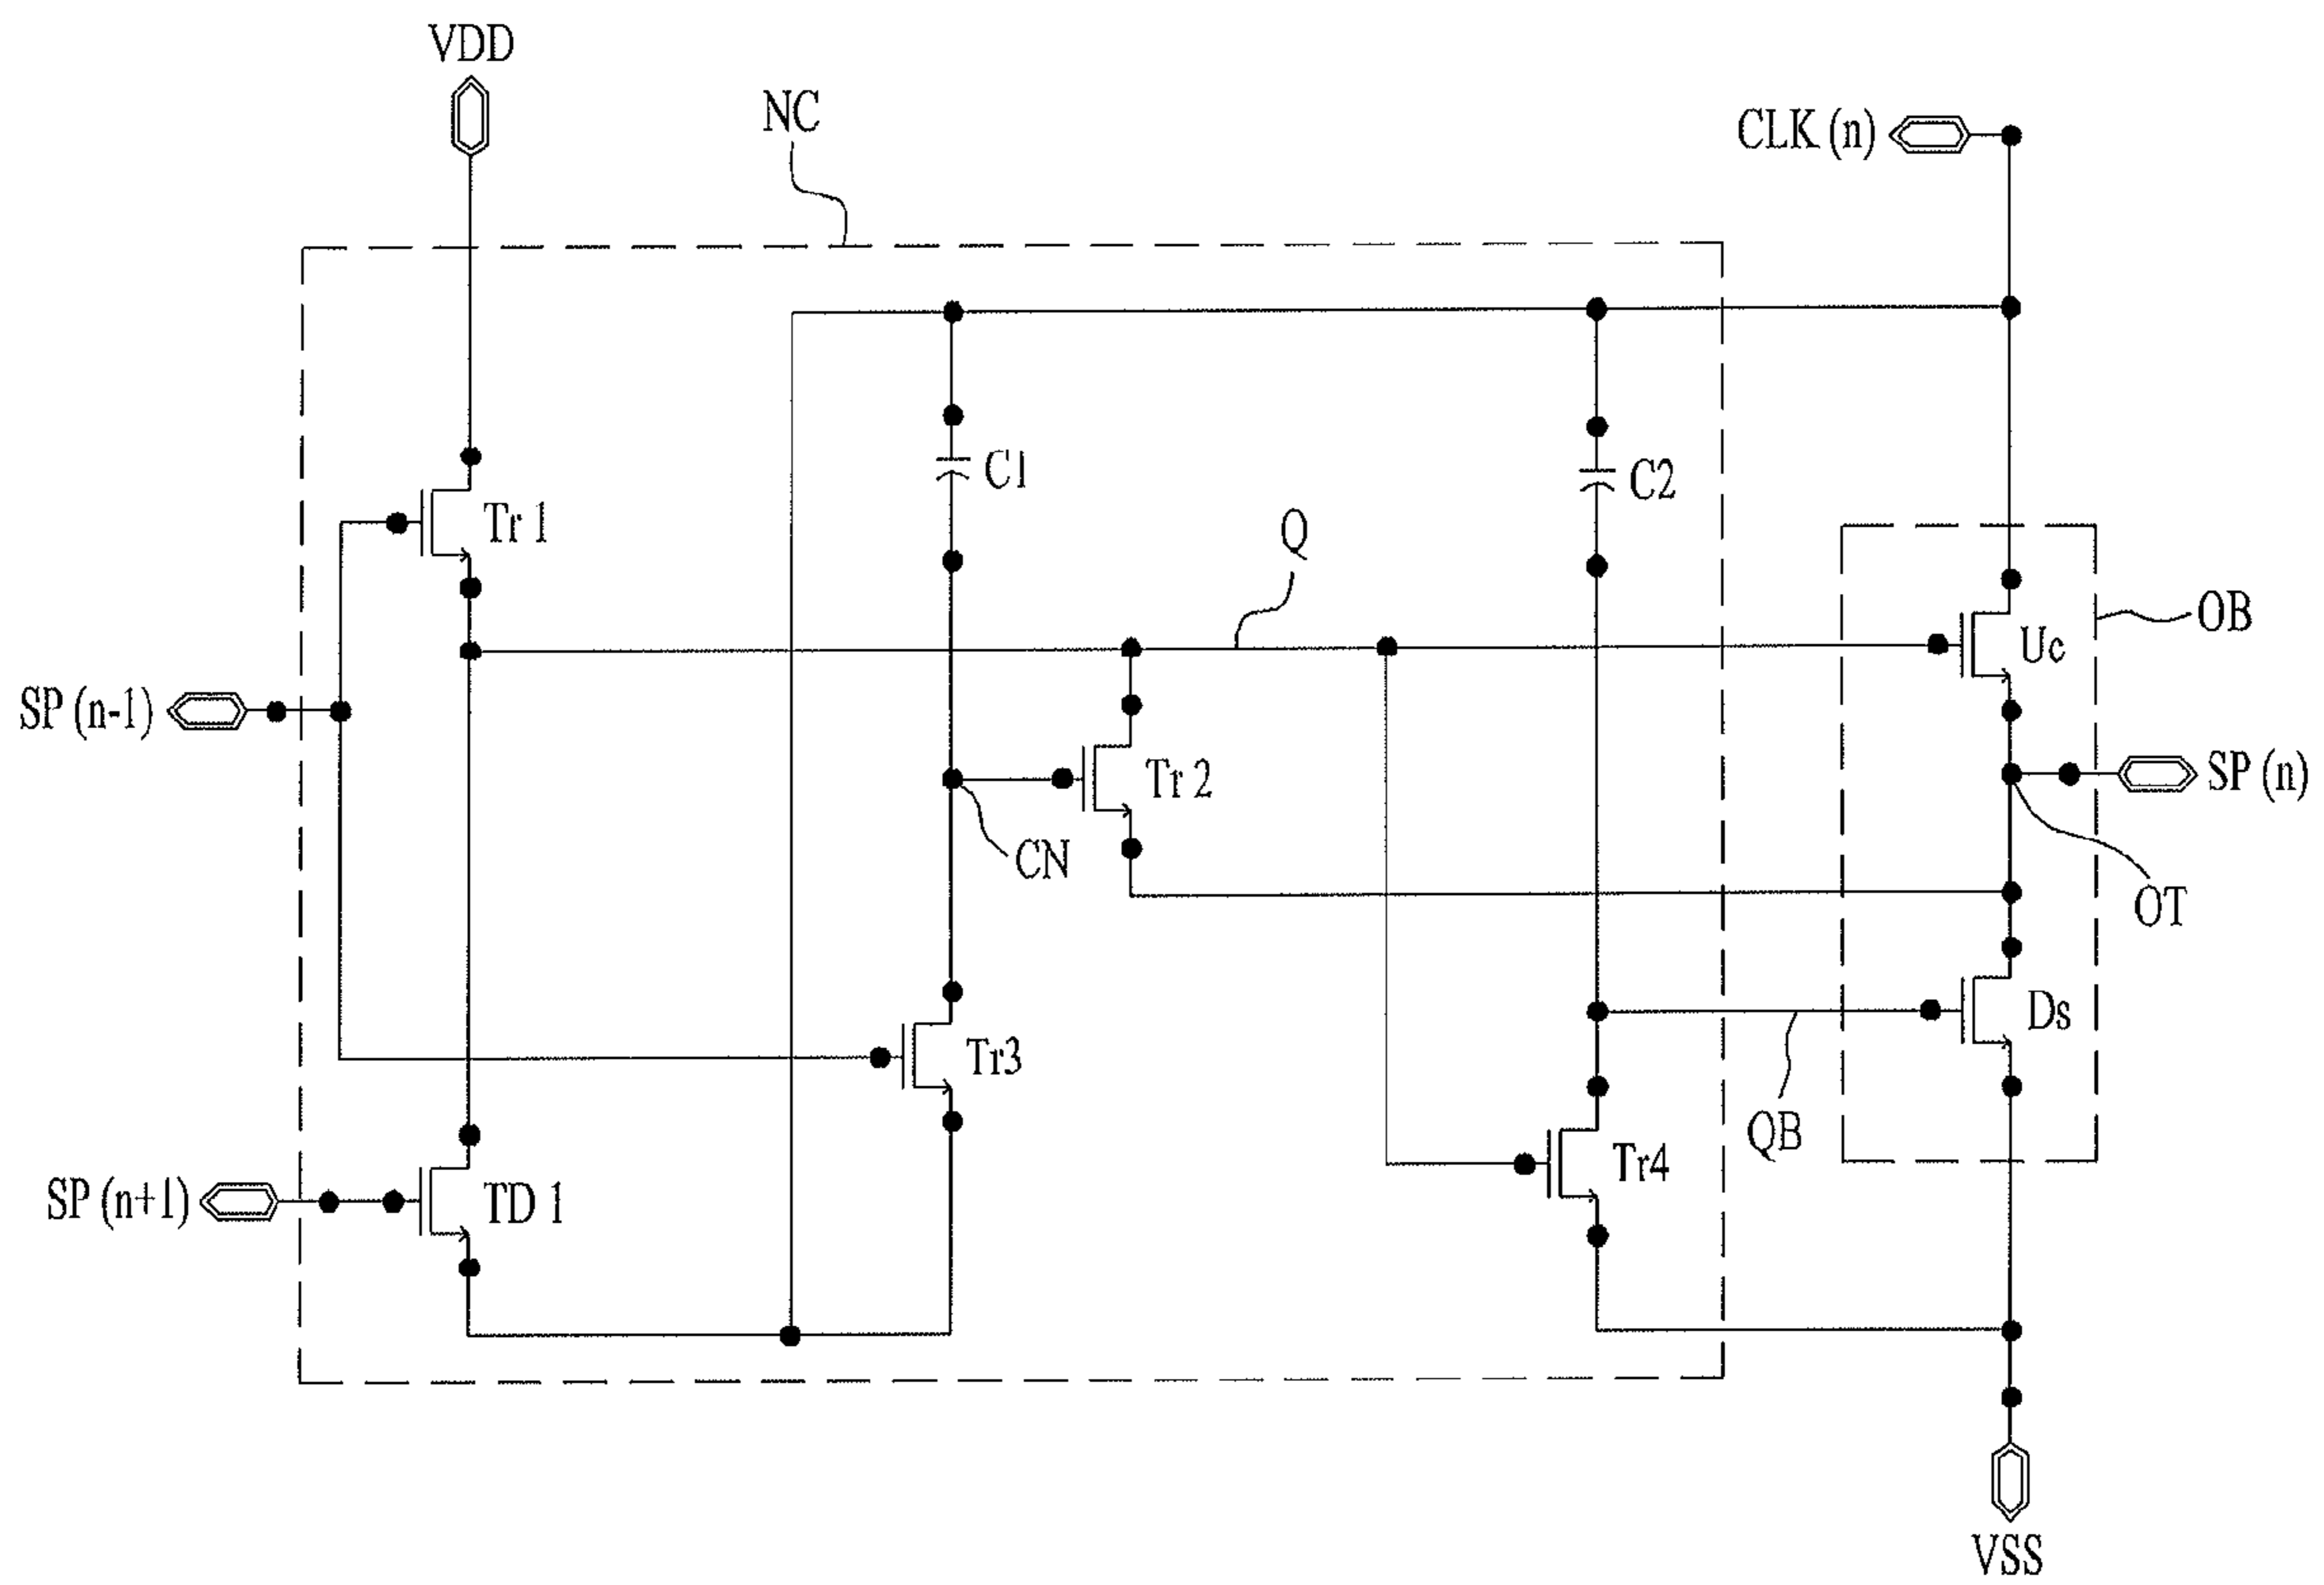 VDD
NC
CLK (n)
C1
C2
Tr 1
Q
OB
Uc
SP (n-1)
Tr 2
SP (n)
CN
OT
Ds
Tr3
QB
Tr4
SP (n+1)
TD 1
VSS